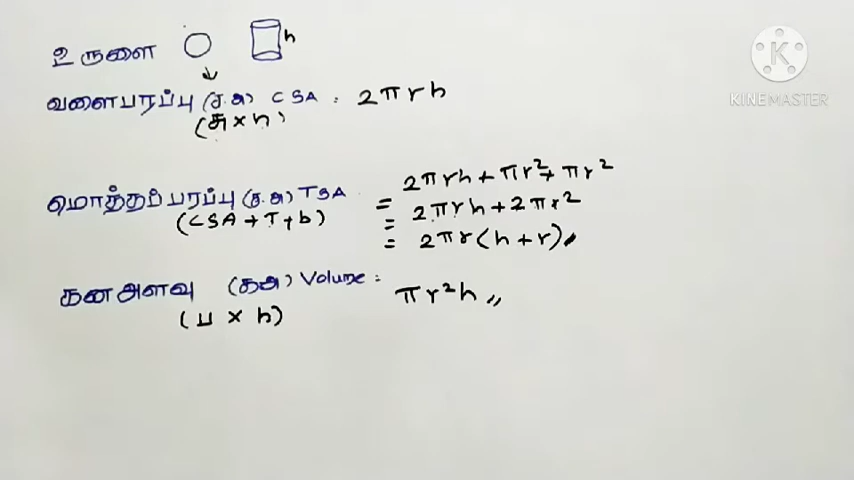 உருளை h
K
KINEMASTER
வளைபரப்பு (ச.அ) CSA : 2πrh
(சு x h)
மொத்தப்பரப்பு (ச.அ) TSA = 2πrh + πr² + πr²
(CSA + T + b) = 2πrh + 2πr²
= 2πr(h + r)//
கனஅளவு (கஅ) Volume : πr²h //
(ப x h)